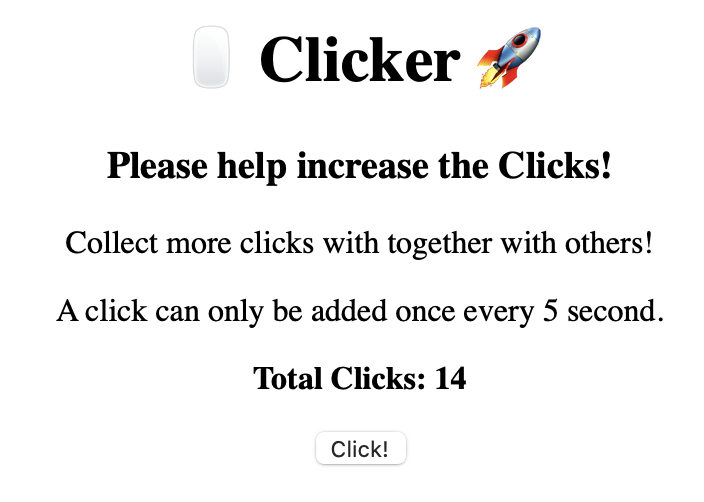 🖱️ Clicker 🚀
Please help increase the Clicks!
Collect more clicks with together with others!
A click can only be added once every 5 second.
Total Clicks: 14
Click!